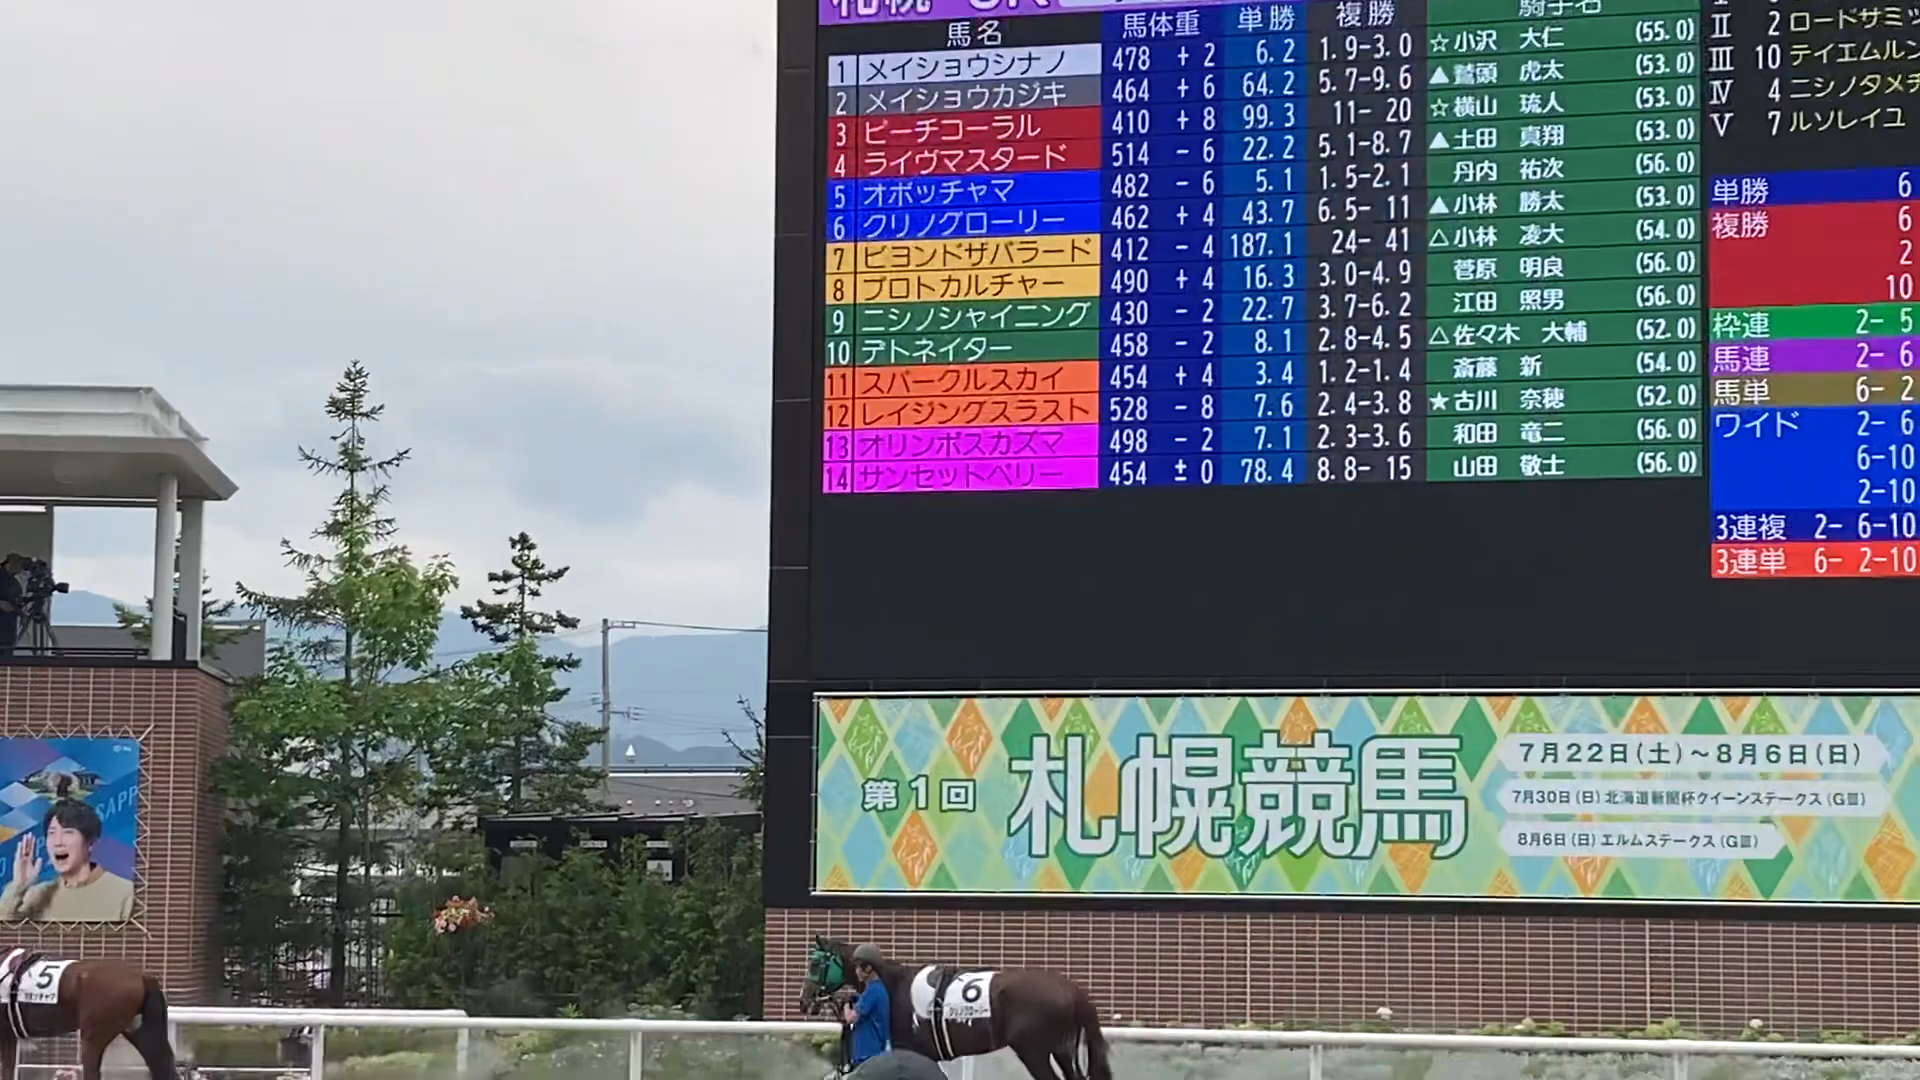 札幌
馬名 馬体重 単勝 複勝 騎手名
1 メイショウシナノ 478 + 2 6.2 1.9-3.0 ☆小沢 大仁 (55.0)
2 メイショウカジキ 464 + 6 64.2 5.7-9.6 ▲鷲頭 虎太 (53.0)
3 ピーチコーラル 410 + 8 99.3 11- 20 ☆横山 琉人 (53.0)
4 ライヴマスタード 514 - 6 22.2 5.1-8.7 ▲土田 真翔 (53.0)
5 オボッチャマ 482 - 6 5.1 1.5-2.1 丹内 祐次 (56.0)
6 クリノグローリー 462 + 4 43.7 6.5- 11 ▲小林 勝太 (53.0)
7 ビヨンドザバラード 412 - 4 187.1 24- 41 △小林 凌大 (54.0)
8 プロトカルチャー 490 + 4 16.3 3.0-4.9 菅原 明良 (56.0)
9 ニシノシャイニング 430 - 2 22.7 3.7-6.2 江田 照男 (56.0)
10 デトネイター 458 - 2 8.1 2.8-4.5 △佐々木 大輔 (52.0)
11 スパークルスカイ 454 + 4 3.4 1.2-1.4 斎藤 新 (54.0)
12 レイジングスラスト 528 - 8 7.6 2.4-3.8 ★古川 奈穂 (52.0)
13 オリンポスカズマ 498 - 2 7.1 2.3-3.6 和田 竜二 (56.0)
14 サンセットベリー 454 ± 0 78.4 8.8- 15 山田 敬士 (56.0)
Ⅱ 2 ロードサミッ
Ⅲ 10 テイエムルン
Ⅳ 4 ニシノタメチ
Ⅴ 7 ルソレイユ
単勝 6
複勝 6
2
10
枠連 2- 5
馬連 2- 6
馬単 6- 2
ワイド 2- 6
6-10
2-10
3連複 2- 6-10
3連単 6- 2-10
第1回 札幌競馬
7月22日(土)~8月6日(日)
7月30日(日)北海道新聞杯クイーンステークス(GⅢ)
8月6日(日)エルムステークス(GⅢ)
SAPP
5
6